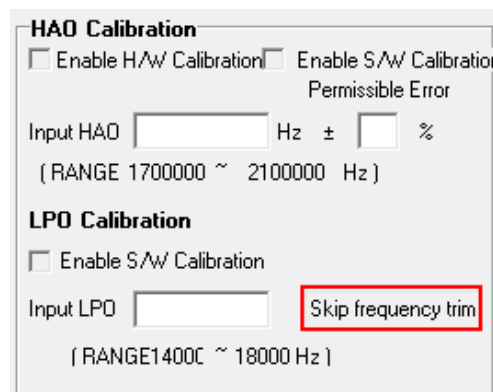 HAO Calibration
Enable H/W Calibration Enable S/W Calibratio
Permissible Error
Input HAO Hz ± %
( RANGE 1700000 ~ 2100000 Hz )
LPO Calibration
Enable S/W Calibration
Input LPO Skip frequency trim
( RANGE14000 ~ 18000 Hz )